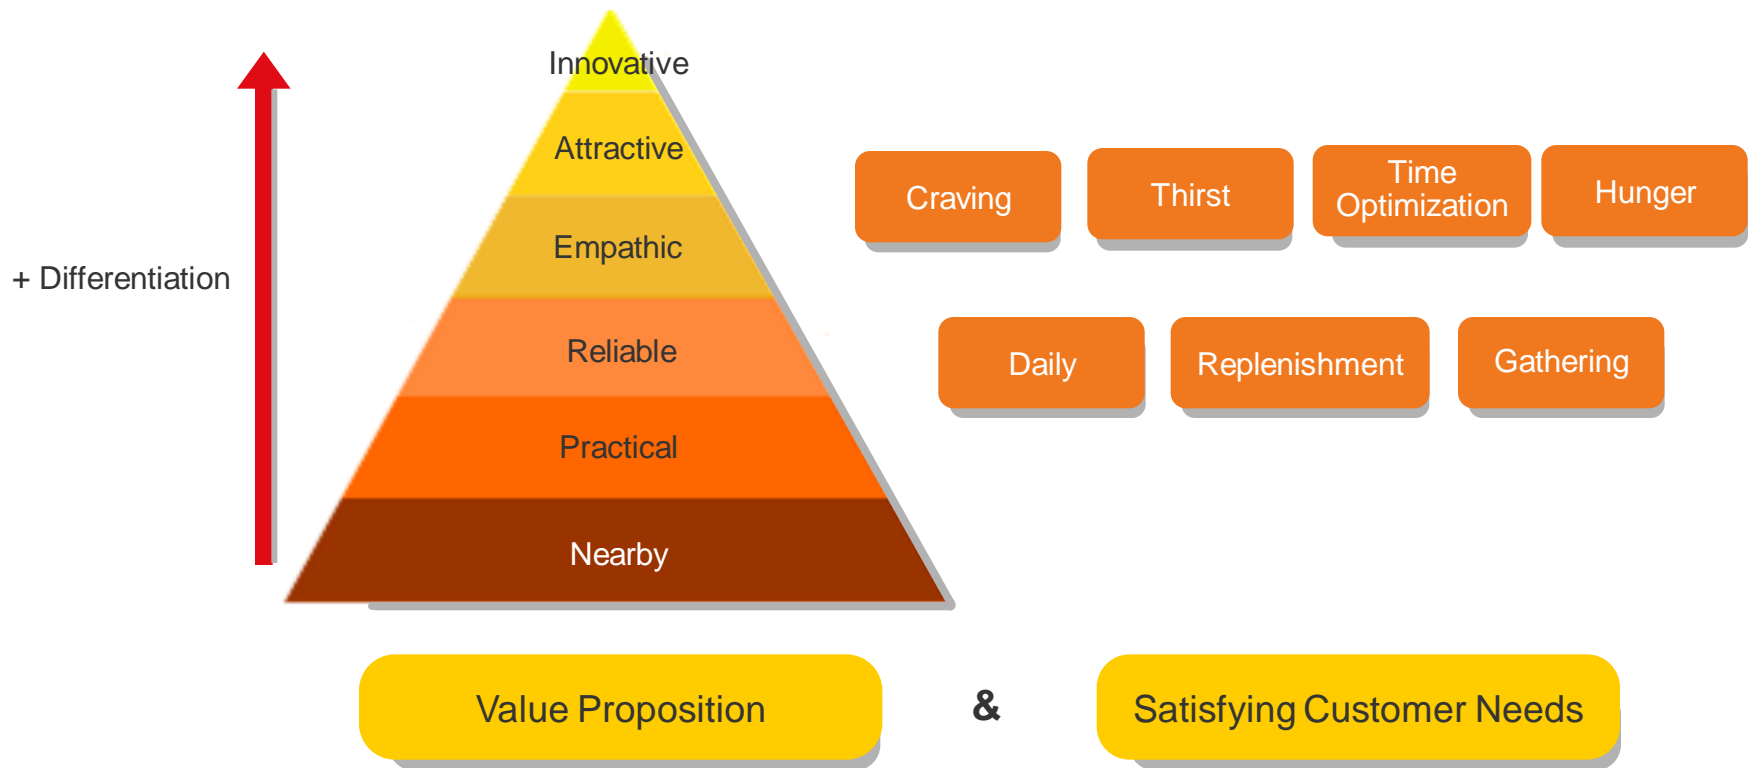 Innovative
Attractive
Empathic
Reliable
Practical
Nearby
+ Differentiation
Craving
Thirst
Time
Optimization
Hunger
Daily
Replenishment
Gathering
Value Proposition
&
Satisfying Customer Needs